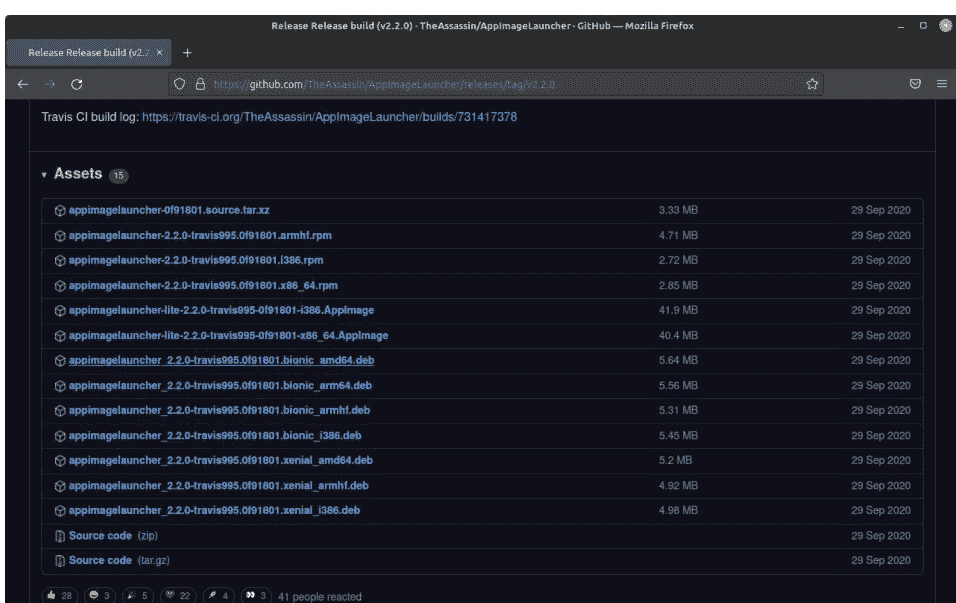 Release Release build (v2.2.0) · TheAssassin/AppImageLauncher · GitHub — Mozilla Firefox
Release Release build (v2.2
https://github.com/TheAssassin/AppImageLauncher/releases/tag/v2.2.0
Travis CI build log: https://travis-ci.org/TheAssassin/AppImageLauncher/builds/731417378
Assets 15
appimagelauncher-0f91801.source.tar.xz 3.33 MB 29 Sep 2020
appimagelauncher-2.2.0-travis995.0f91801.armhf.rpm 4.71 MB 29 Sep 2020
appimagelauncher-2.2.0-travis995.0f91801.i386.rpm 2.72 MB 29 Sep 2020
appimagelauncher-2.2.0-travis995.0f91801.x86_64.rpm 2.85 MB 29 Sep 2020
appimagelauncher-lite-2.2.0-travis995-0f91801-i386.AppImage 41.9 MB 29 Sep 2020
appimagelauncher-lite-2.2.0-travis995-0f91801-x86_64.AppImage 40.4 MB 29 Sep 2020
appimagelauncher_2.2.0-travis995.0f91801.bionic_amd64.deb 5.64 MB 29 Sep 2020
appimagelauncher_2.2.0-travis995.0f91801.bionic_arm64.deb 5.56 MB 29 Sep 2020
appimagelauncher_2.2.0-travis995.0f91801.bionic_armhf.deb 5.31 MB 29 Sep 2020
appimagelauncher_2.2.0-travis995.0f91801.bionic_i386.deb 5.45 MB 29 Sep 2020
appimagelauncher_2.2.0-travis995.0f91801.xenial_amd64.deb 5.2 MB 29 Sep 2020
appimagelauncher_2.2.0-travis995.0f91801.xenial_armhf.deb 4.92 MB 29 Sep 2020
appimagelauncher_2.2.0-travis995.0f91801.xenial_i386.deb 4.98 MB 29 Sep 2020
Source code (zip) 29 Sep 2020
Source code (tar.gz) 29 Sep 2020
28 3 5 22 4 3 41 people reacted